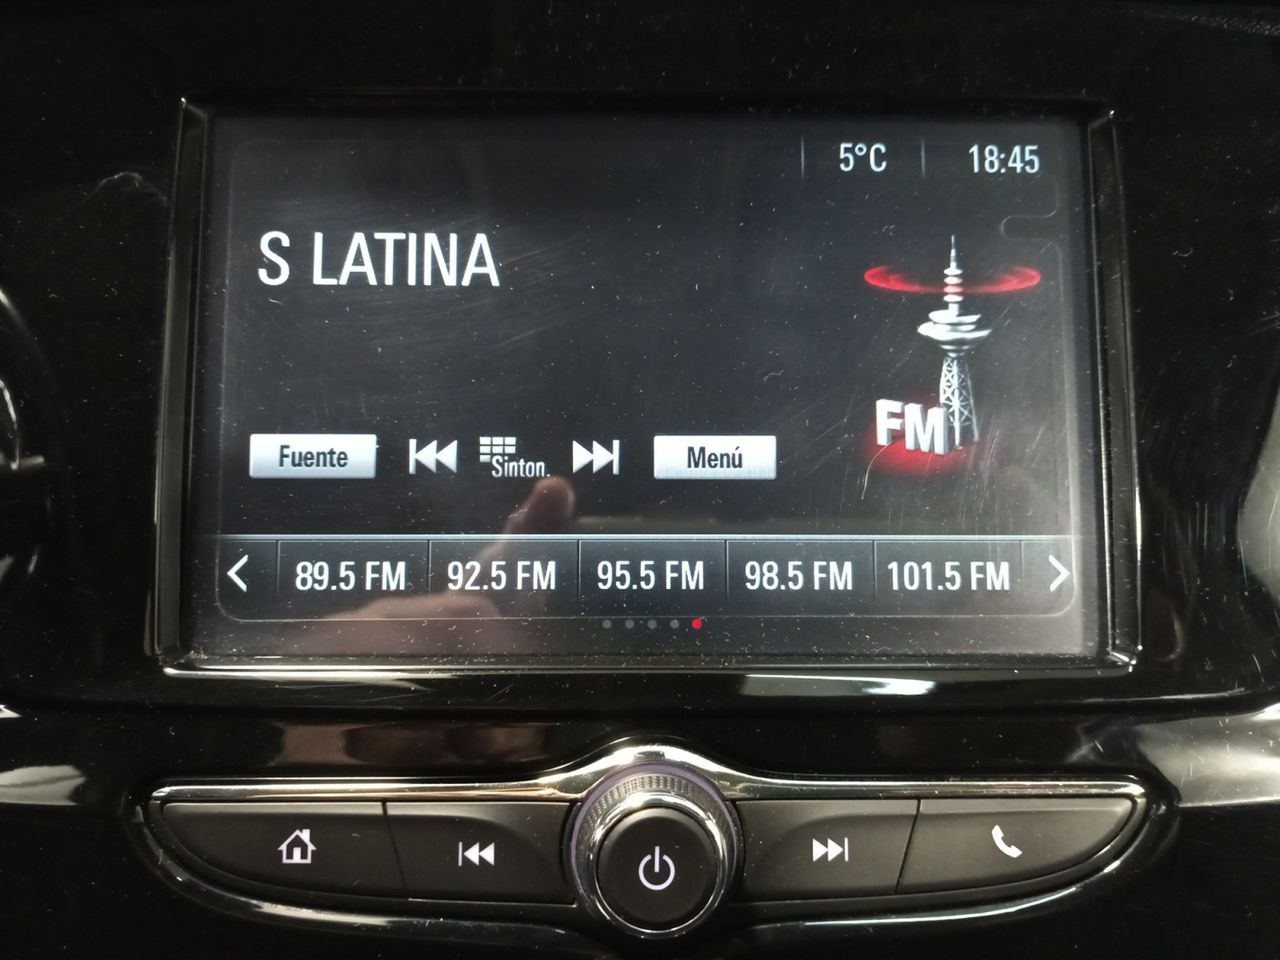 5°C 18:45
S LATINA
FM
Fuente Sinton. Menú
89.5 FM 92.5 FM 95.5 FM 98.5 FM 101.5 FM